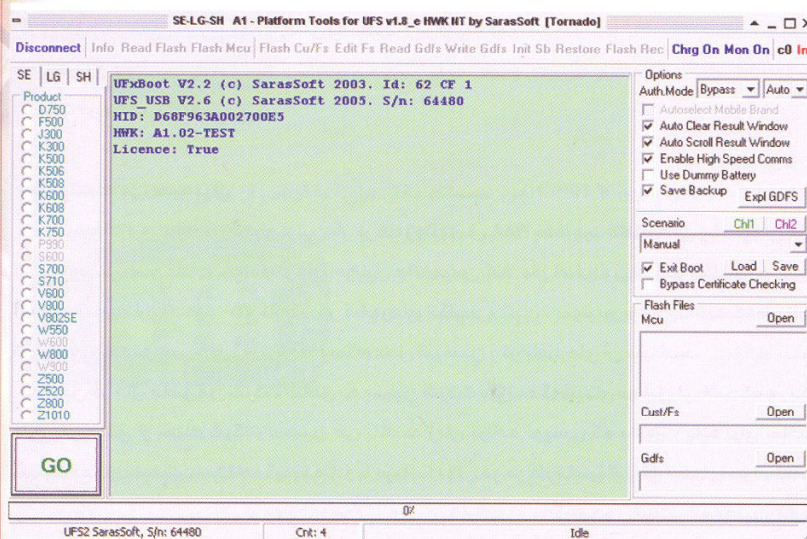 SE-LG-SH A1 - Platform Tools for UFS v1.8_e HWK NT by SarasSoft [Tornado]
Disconnect Info Read Flash Flash Mcu Flash Cu/Fs Edit Fs Read Gdfs Write Gdfs Init Sb Restore Flash Rec Chrg On Mon On c0 In
SE LG SH
Product
D750
F500
J300
K300
K500
K506
K508
K600
K608
K700
K750
P990
S600
S700
S710
V600
V800
V802SE
W550
W600
W800
W900
Z500
Z520
Z800
Z1010
GO
UFxBoot V2.2 (c) SarasSoft 2003. Id: 62 CF 1
UFS_USB V2.6 (c) SarasSoft 2005. S/n: 64480
HID: D68F963A002700E5
HWK: A1.02-TEST
Licence: True
Options
Auth.Mode Bypass Auto
Autoselect Mobile Brand
Auto Clear Result Window
Auto Scroll Result Window
Enable High Speed Comms
Use Dummy Battery
Save Backup Expl GDFS
Scenario Chl1 Chl2
Manual
Exit Boot Load Save
Bypass Certificate Checking
Flash Files
Mcu Open
Cust/Fs Open
Gdfs Open
0%
UFS2 SarasSoft, S/n: 64480 Cnt: 4 Idle